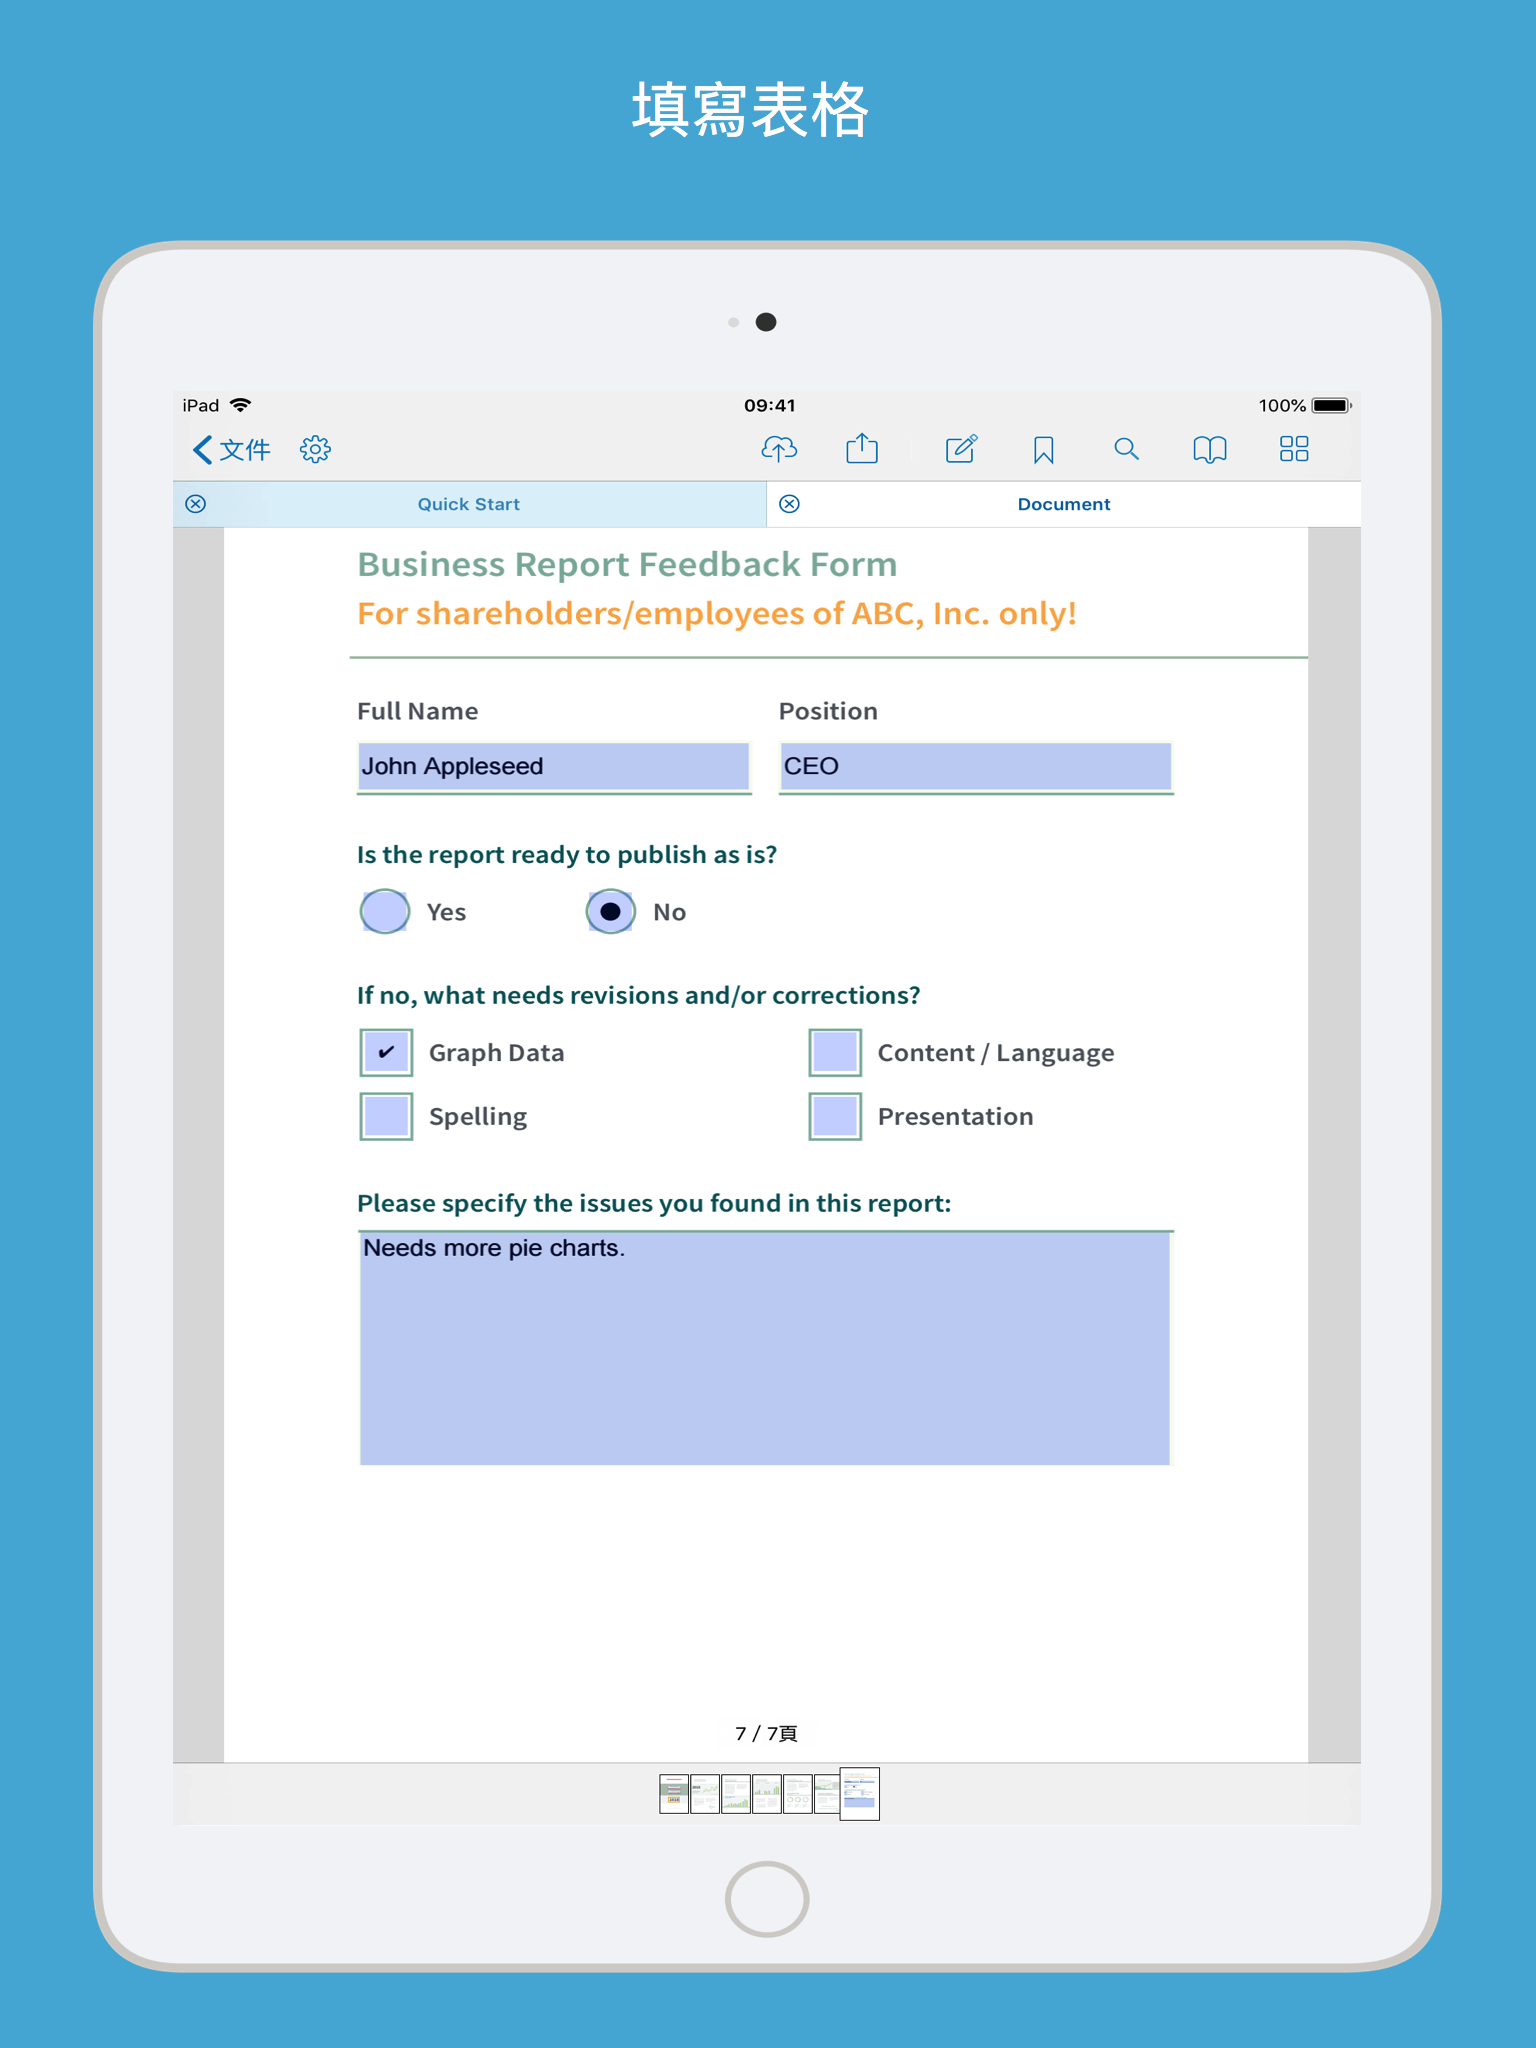 填寫表格
iPad 09:41 100%
文件
Quick Start Document
Business Report Feedback Form
For shareholders/employees of ABC, Inc. only!
Full Name Position
John Appleseed CEO
Is the report ready to publish as is?
Yes No
If no, what needs revisions and/or corrections?
Graph Data Content / Language
Spelling Presentation
Please specify the issues you found in this report:
Needs more pie charts.
7 / 7頁